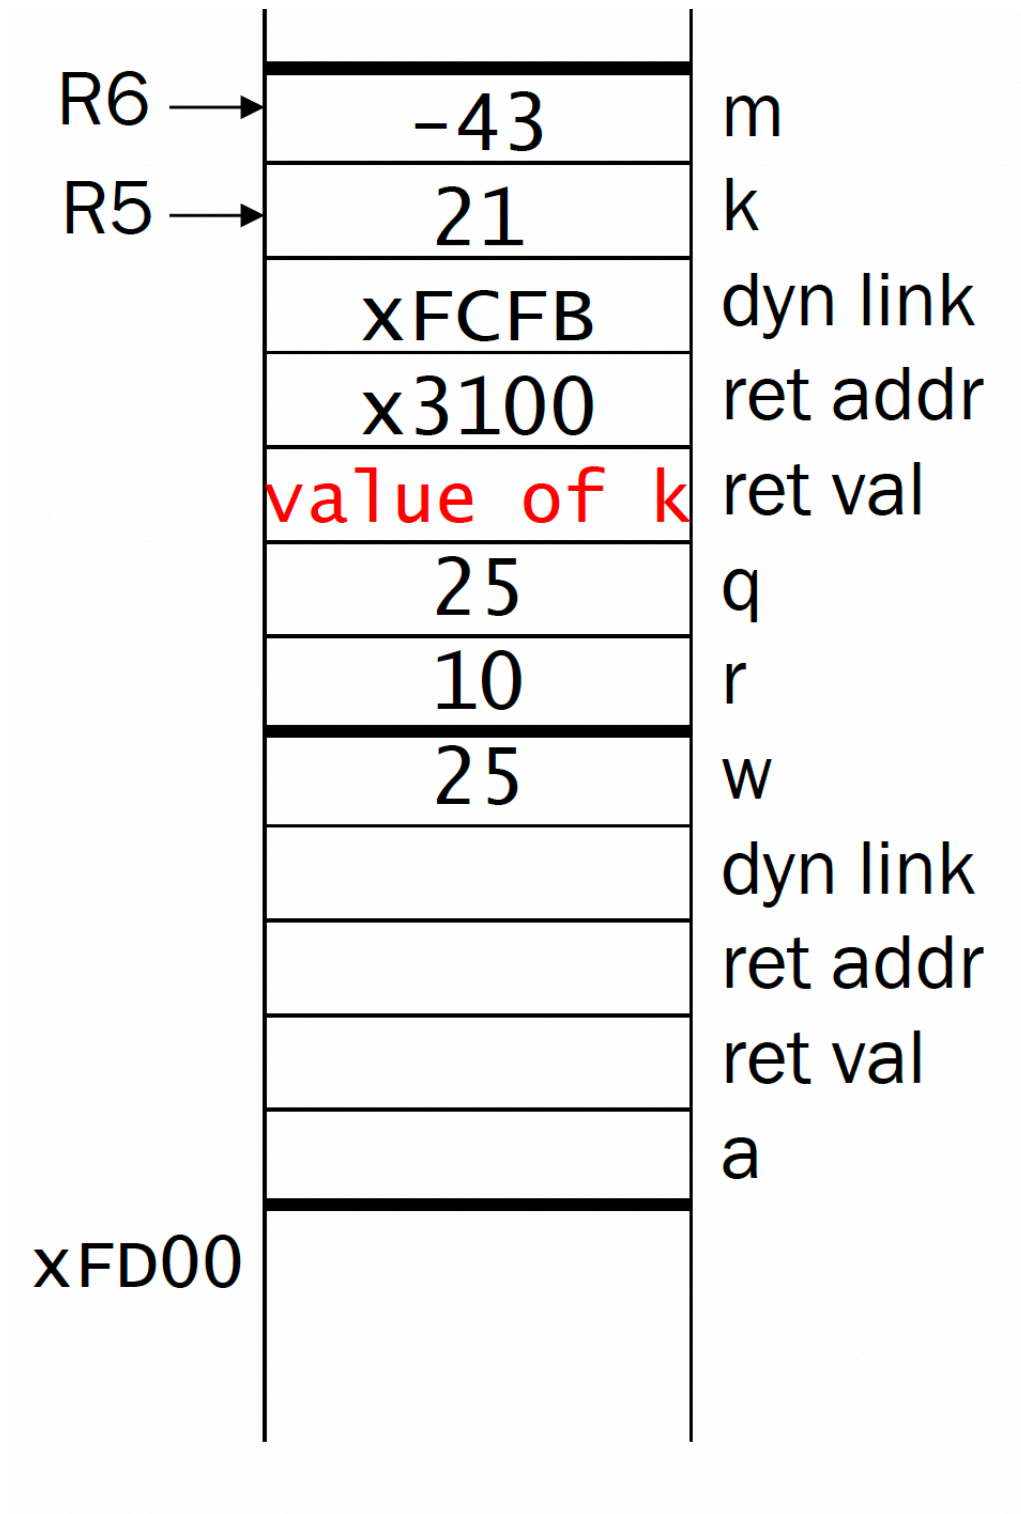 R6 -43 m
R5 21 k
xFCFB dyn link
x3100 ret addr
value of k ret val
25 q
10 r
25 w
dyn link
ret addr
ret val
a
xFD00